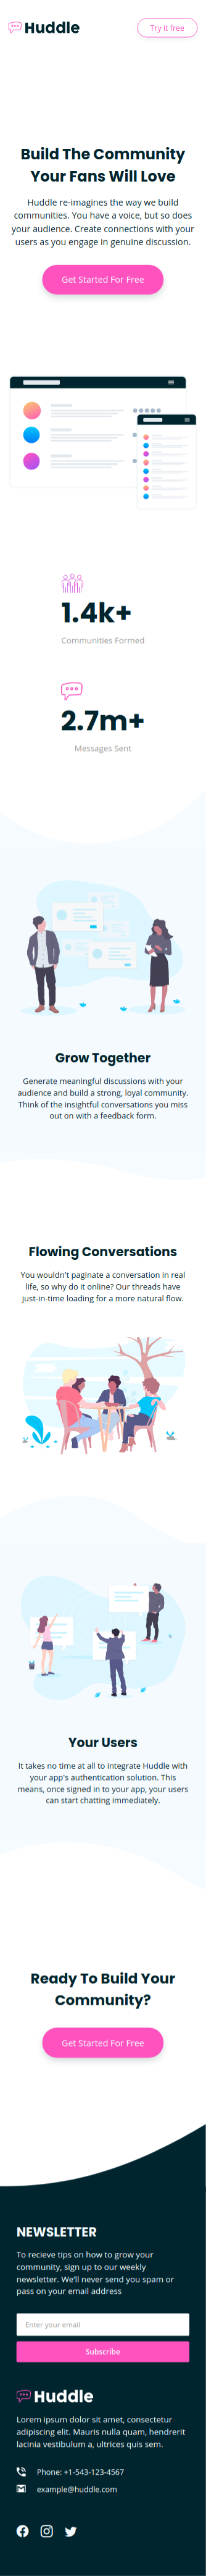 Huddle
Try it free
Build The Community
Your Fans Will Love
Huddle re-imagines the way we build
communities. You have a voice, but so does
your audience. Create connections with your
users as you engage in genuine discussion.
Get Started For Free
1.4k+
Communities Formed
2.7m+
Messages Sent
Grow Together
Generate meaningful discussions with your
audience and build a strong, loyal community.
Think of the insightful conversations you miss
out on with a feedback form.
Flowing Conversations
You wouldn't paginate a conversation in real
life, so why do it online? Our threads have
just-in-time loading for a more natural flow.
Your Users
It takes no time at all to integrate Huddle with
your app's authentication solution. This
means, once signed in to your app, your users
can start chatting immediately.
Ready To Build Your
Community?
Get Started For Free
NEWSLETTER
To recieve tips on how to grow your
community, sign up to our weekly
newsletter. We'll never send you spam or
pass on your email address
Enter your email
Subscribe
Huddle
Lorem ipsum dolor sit amet, consectetur
adipiscing elit. Mauris nulla quam, hendrerit
lacinia vestibulum a, ultrices quis sem.
Phone: +1-543-123-4567
example@huddle.com